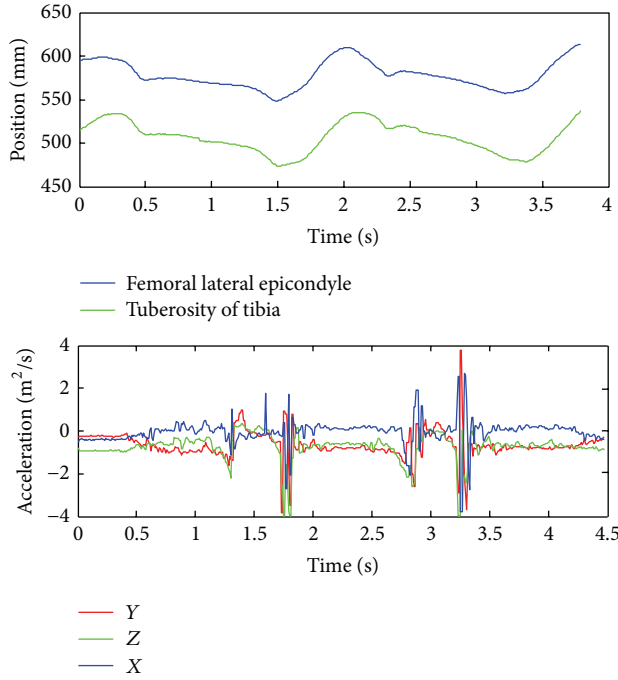 650
600
550
500
450
Position (mm)
0 0.5 1 1.5 2 2.5 3 3.5 4
Time (s)
Femoral lateral epicondyle
Tuberosity of tibia
4
2
0
−2
−4
Acceleration (m²/s)
0 0.5 1 1.5 2 2.5 3 3.5 4 4.5
Time (s)
Y
Z
X